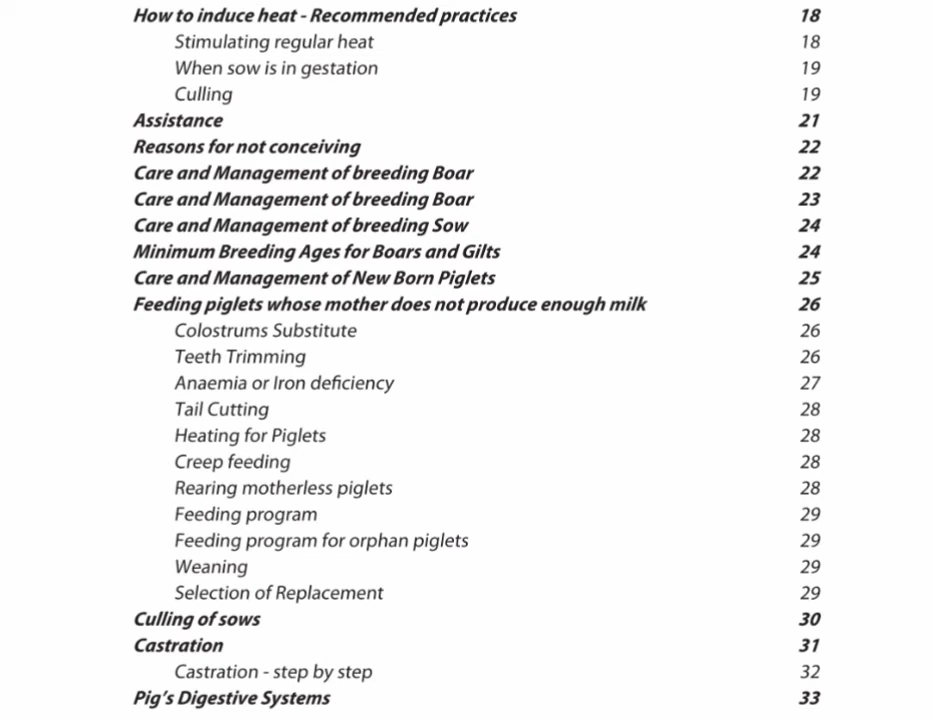 How to induce heat - Recommended practices 18
Stimulating regular heat 18
When sow is in gestation 19
Culling 19
Assistance 21
Reasons for not conceiving 22
Care and Management of breeding Boar 22
Care and Management of breeding Boar 23
Care and Management of breeding Sow 24
Minimum Breeding Ages for Boars and Gilts 24
Care and Management of New Born Piglets 25
Feeding piglets whose mother does not produce enough milk 26
Colostrums Substitute 26
Teeth Trimming 26
Anaemia or Iron deficiency 27
Tail Cutting 28
Heating for Piglets 28
Creep feeding 28
Rearing motherless piglets 28
Feeding program 29
Feeding program for orphan piglets 29
Weaning 29
Selection of Replacement 29
Culling of sows 30
Castration 31
Castration - step by step 32
Pig's Digestive Systems 33